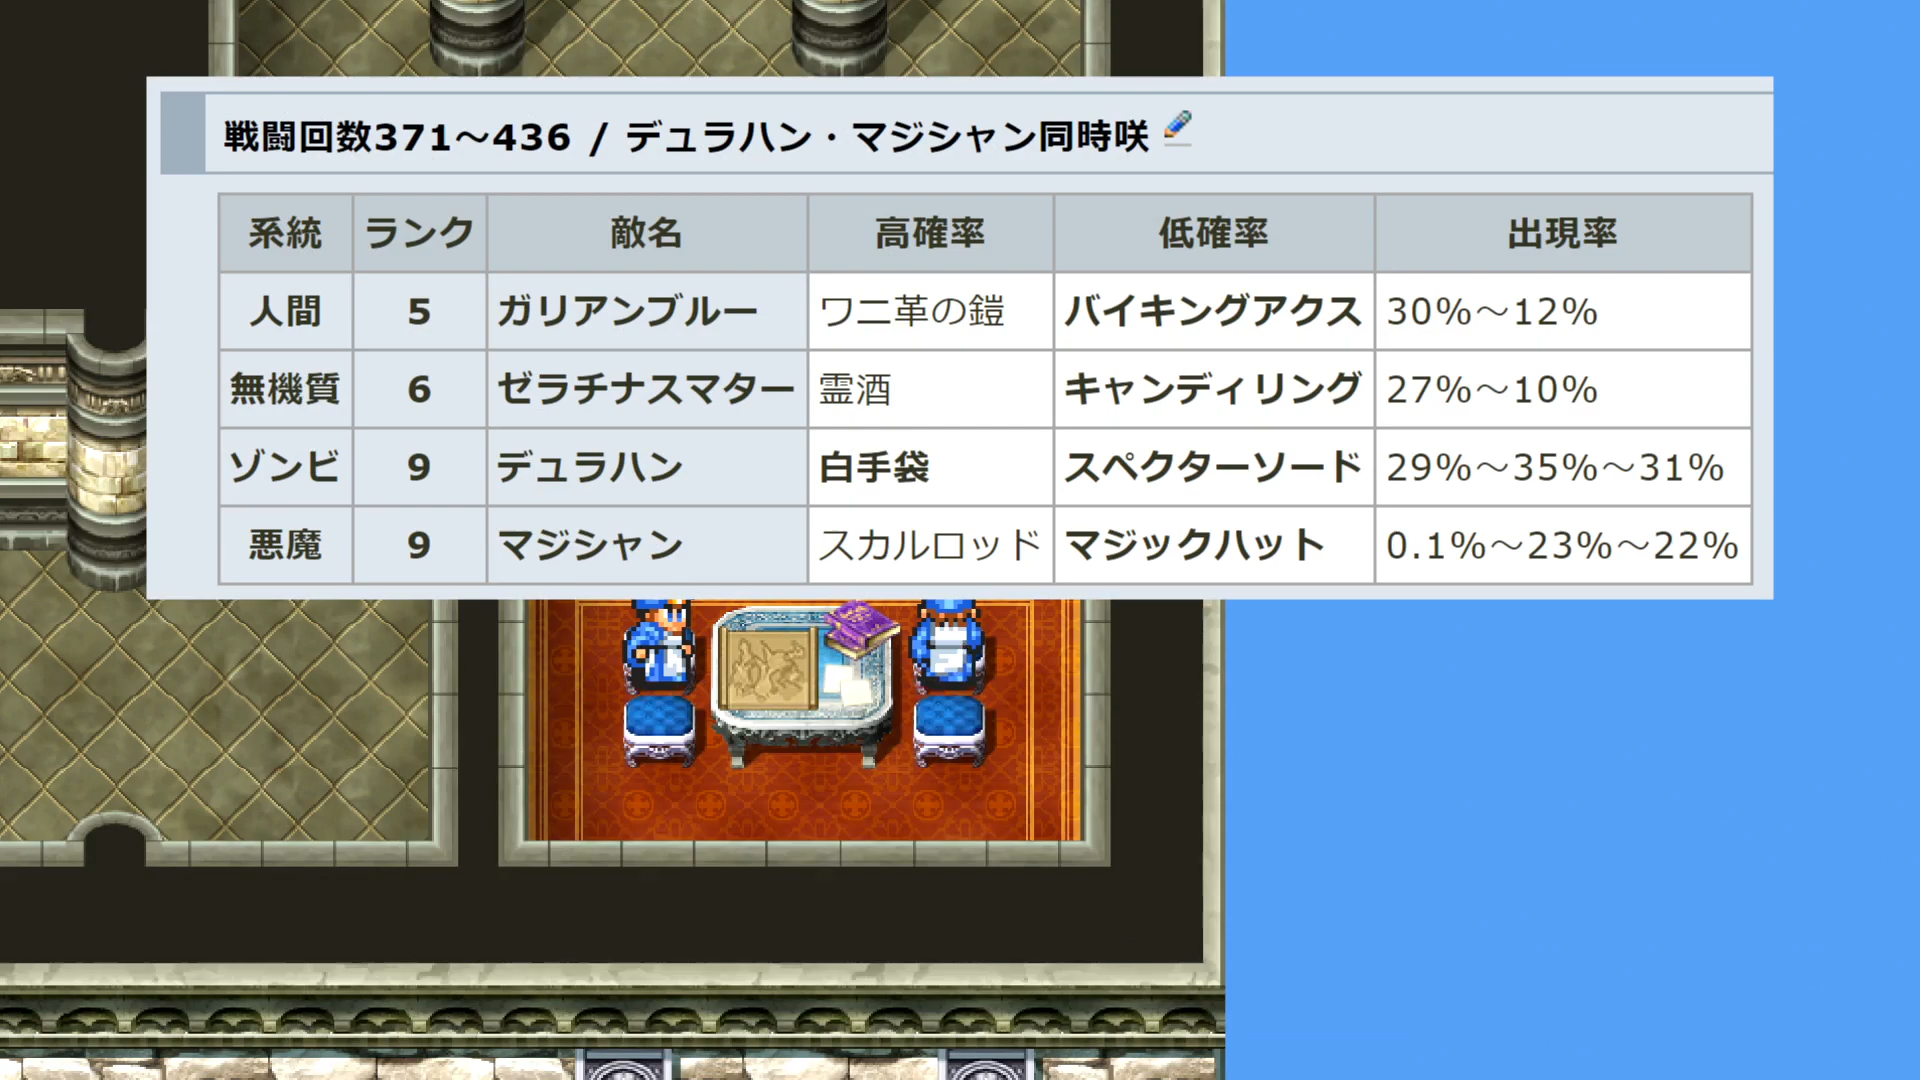 戦闘回数371～436 / デュラハン・マジシャン同時咲
系統 ランク 敵名 高確率 低確率 出現率
人間 5 ガリアンブルー ワニ革の鎧 バイキングアクス 30%～12%
無機質 6 ゼラチナスマター 霊酒 キャンディリング 27%～10%
ゾンビ 9 デュラハン 白手袋 スペクターソード 29%～35%～31%
悪魔 9 マジシャン スカルロッド マジックハット 0.1%～23%～22%